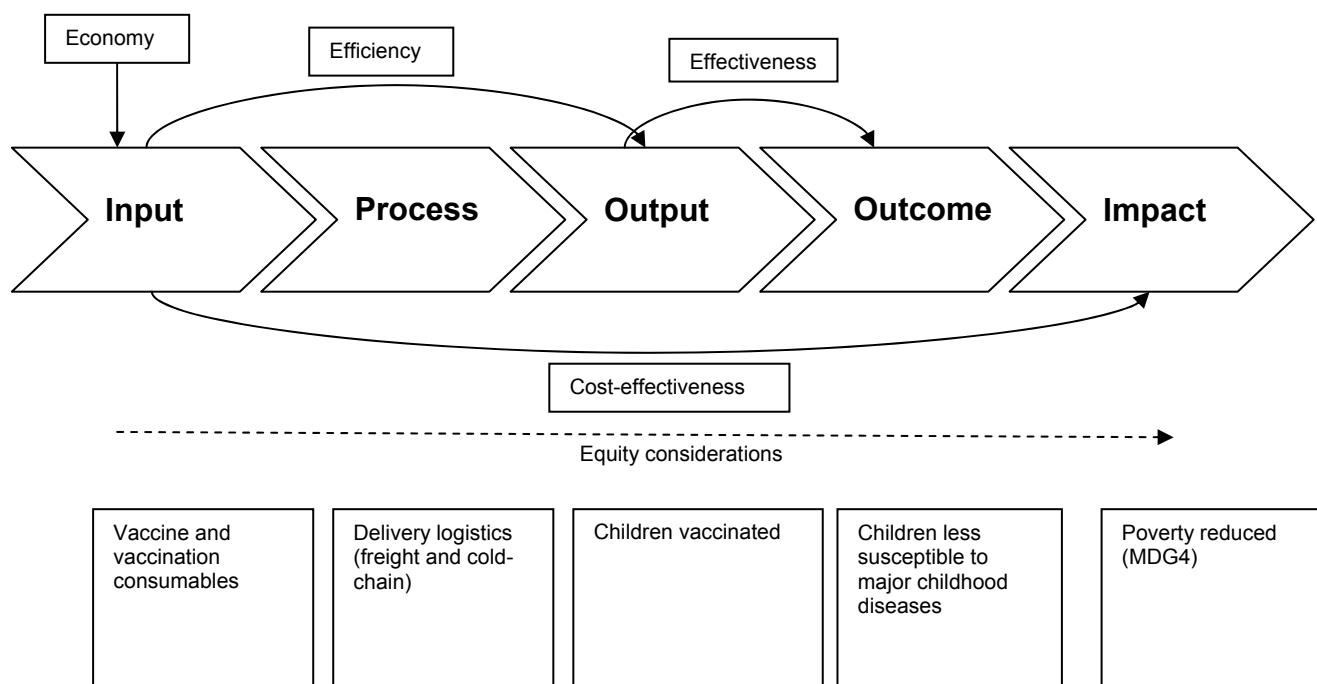 Economy
Efficiency
Effectiveness
Input
Process
Output
Outcome
Impact
Cost-effectiveness
Equity considerations
Vaccine and
vaccination
consumables
Delivery logistics
(freight and cold-
chain)
Children vaccinated
Children less
susceptible to
major childhood
diseases
Poverty reduced
(MDG4)